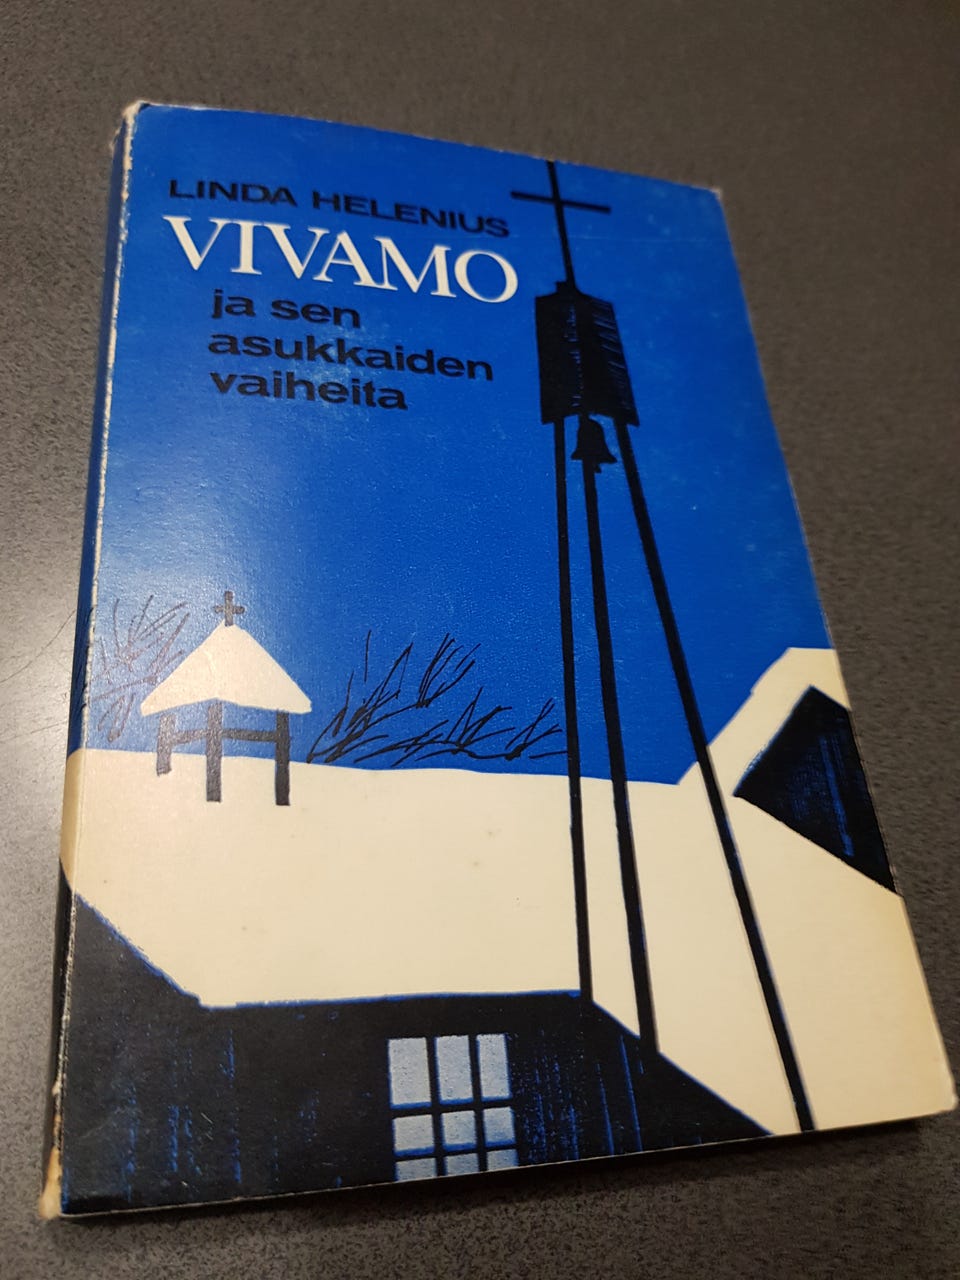 LINDA HELENIUS
VIVAMO
ja sen
asukkaiden
vaiheita